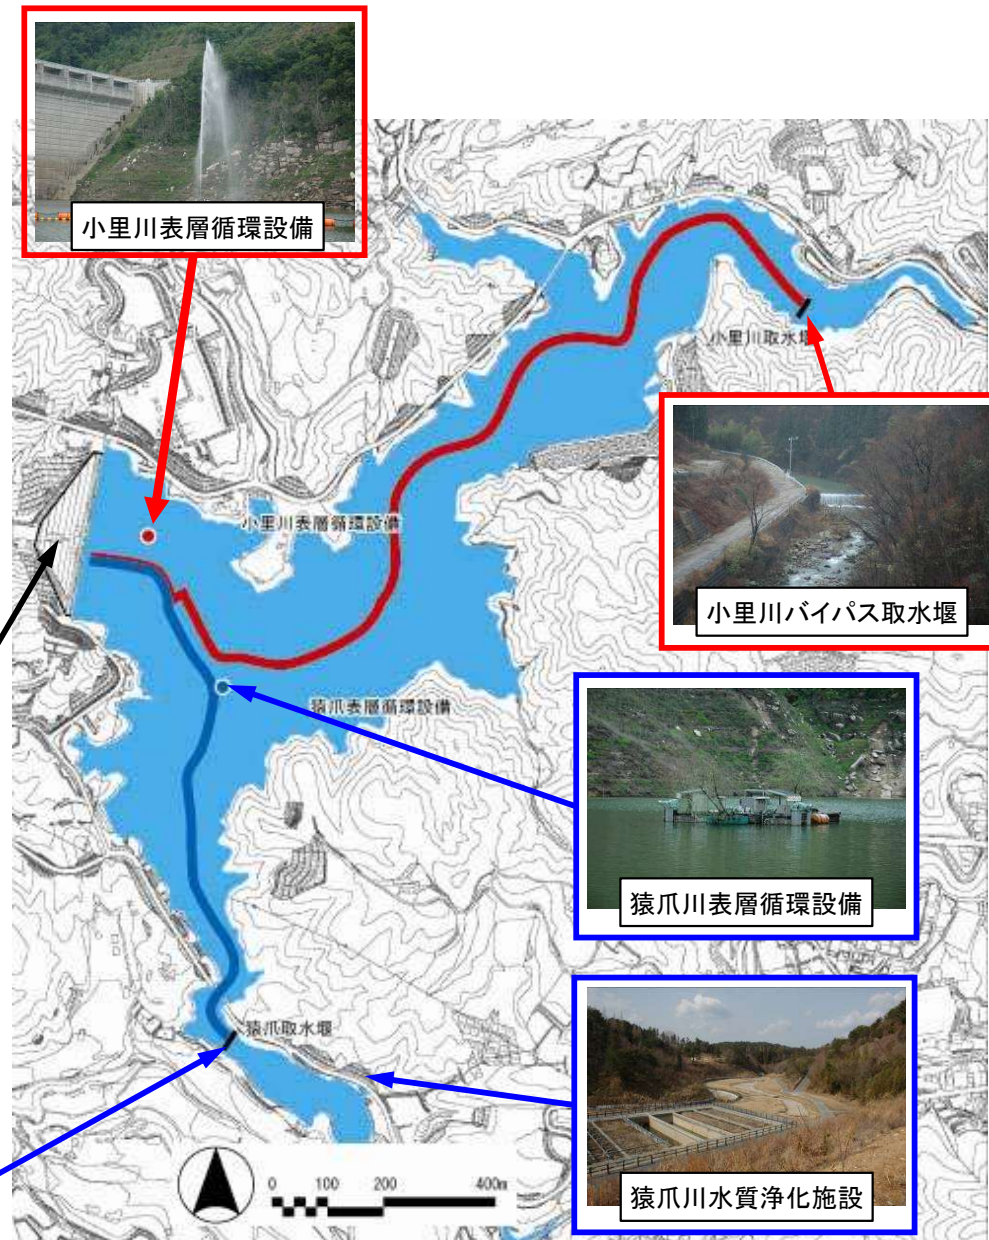 小里川表層循環設備
小里川取水堰
小里川バイパス取水堰
小里川表層循環設備
猿爪表層循環設備
猿爪川表層循環設備
猿爪取水堰
猿爪川水質浄化施設
0 100 200 400m